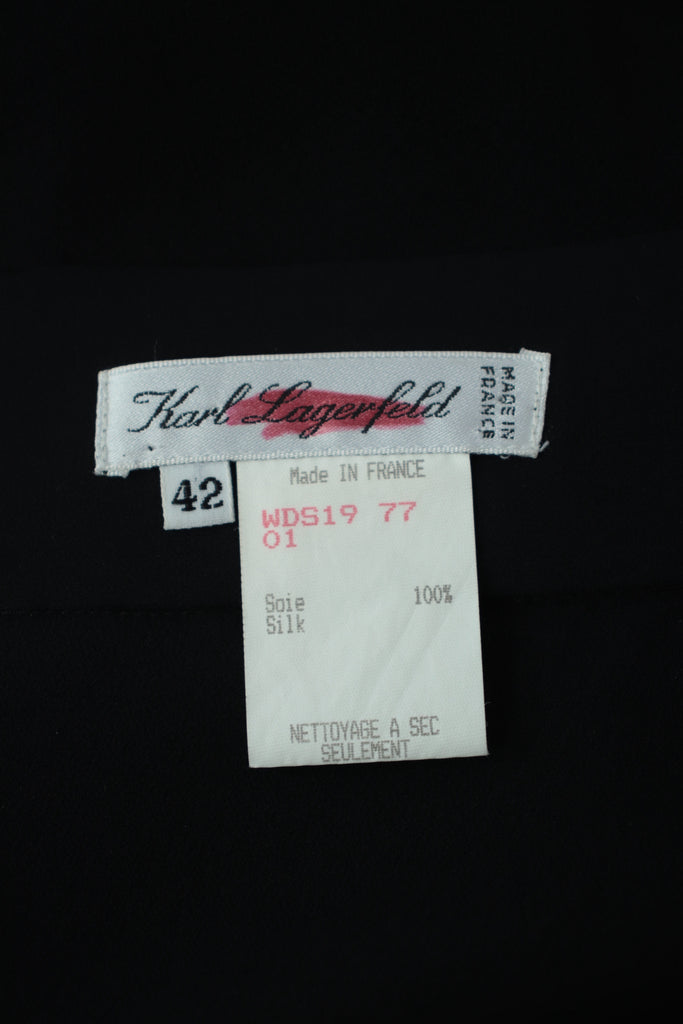 Karl Lagerfeld
MADE IN
FRANCE
42
Made IN FRANCE
WDS19 77
01
Soie 100%
Silk
NETTOYAGE A SEC
SEULEMENT